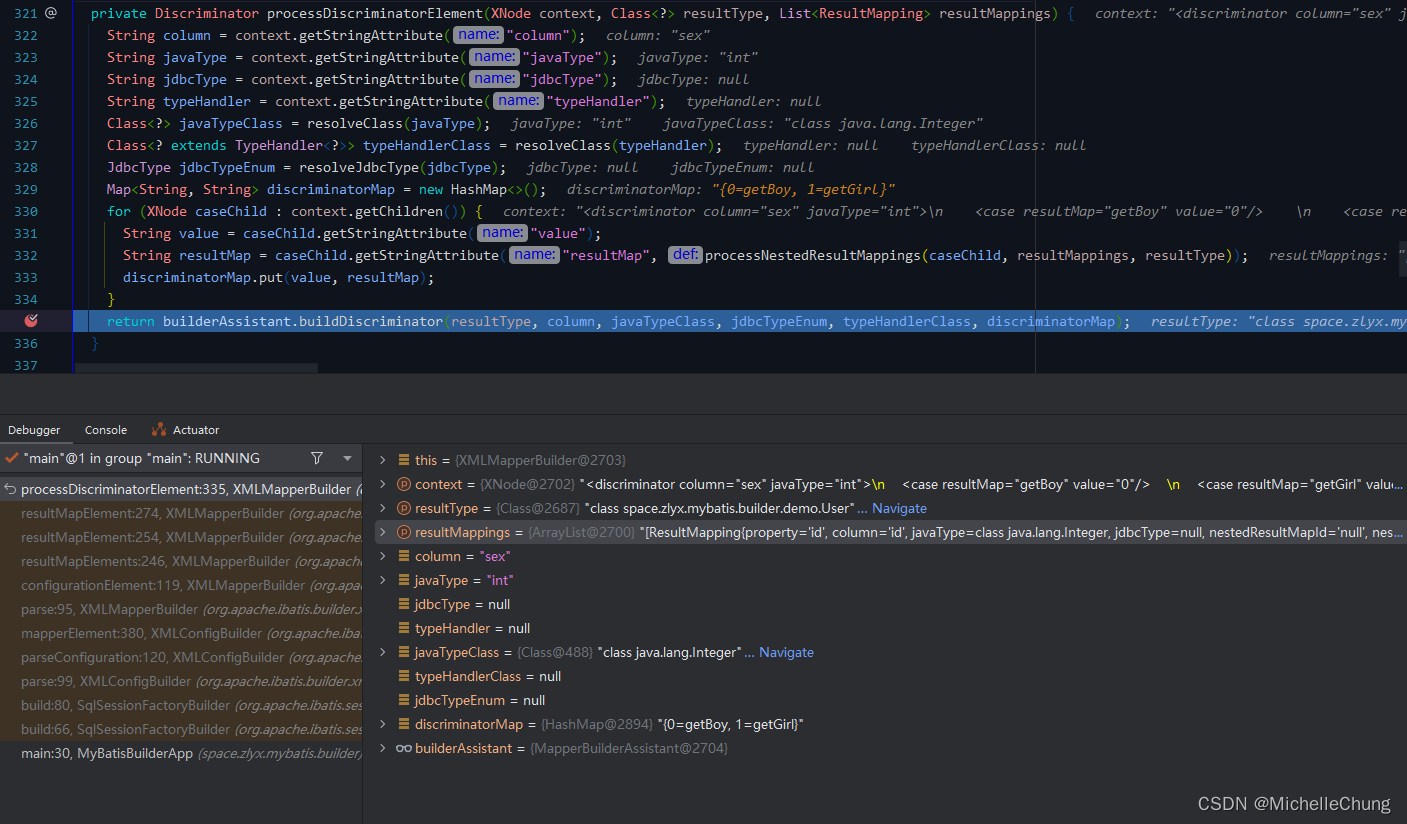 321 @ private Discriminator processDiscriminatorElement(XNode context, Class<?> resultType, List<ResultMapping> resultMappings) { context: "<discriminator column="sex" j
322 String column = context.getStringAttribute( name: "column"); column: "sex"
323 String javaType = context.getStringAttribute( name: "javaType"); javaType: "int"
324 String jdbcType = context.getStringAttribute( name: "jdbcType"); jdbcType: null
325 String typeHandler = context.getStringAttribute( name: "typeHandler"); typeHandler: null
326 Class<?> javaTypeClass = resolveClass(javaType); javaType: "int" javaTypeClass: "class java.lang.Integer"
327 Class<? extends TypeHandler<?>> typeHandlerClass = resolveClass(typeHandler); typeHandler: null typeHandlerClass: null
328 JdbcType jdbcTypeEnum = resolveJdbcType(jdbcType); jdbcType: null jdbcTypeEnum: null
329 Map<String, String> discriminatorMap = new HashMap<>(); discriminatorMap: "{0=getBoy, 1=getGirl}"
330 for (XNode caseChild : context.getChildren()) { context: "<discriminator column="sex" javaType="int">\n <case resultMap="getBoy" value="0"/> \n <case re
331 String value = caseChild.getStringAttribute( name: "value");
332 String resultMap = caseChild.getStringAttribute( name: "resultMap", def: processNestedResultMappings(caseChild, resultMappings, resultType)); resultMappings: "
333 discriminatorMap.put(value, resultMap);
334 }
return builderAssistant.buildDiscriminator(resultType, column, javaTypeClass, jdbcTypeEnum, typeHandlerClass, discriminatorMap); resultType: "class space.zlyx.my
336 }
337
Debugger Console Actuator
"main"@1 in group "main": RUNNING
processDiscriminatorElement:335, XMLMapperBuilder (
resultMapElement:274, XMLMapperBuilder (org.apache
resultMapElement:254, XMLMapperBuilder (org.apache
resultMapElements:246, XMLMapperBuilder (org.apache
configurationElement:119, XMLMapperBuilder (org.apa
parse:95, XMLMapperBuilder (org.apache.ibatis.builder.x
mapperElement:380, XMLConfigBuilder (org.apache.iba
parseConfiguration:120, XMLConfigBuilder (org.apache
parse:99, XMLConfigBuilder (org.apache.ibatis.builder.xm
build:80, SqlSessionFactoryBuilder (org.apache.ibatis.ses
build:66, SqlSessionFactoryBuilder (org.apache.ibatis.ses
main:30, MyBatisBuilderApp (space.zlyx.mybatis.builder)
this = {XMLMapperBuilder@2703}
context = {XNode@2702} "<discriminator column="sex" javaType="int">\n <case resultMap="getBoy" value="0"/> \n <case resultMap="getGirl" valu...
resultType = {Class@2687} "class space.zlyx.mybatis.builder.demo.User" ... Navigate
resultMappings = {ArrayList@2700} "[ResultMapping{property='id', column='id', javaType=class java.lang.Integer, jdbcType=null, nestedResultMapId='null', nes...
column = "sex"
javaType = "int"
jdbcType = null
typeHandler = null
javaTypeClass = {Class@488} "class java.lang.Integer" ... Navigate
typeHandlerClass = null
jdbcTypeEnum = null
discriminatorMap = {HashMap@2894} "{0=getBoy, 1=getGirl}"
builderAssistant = {MapperBuilderAssistant@2704}
CSDN @MichelleChung